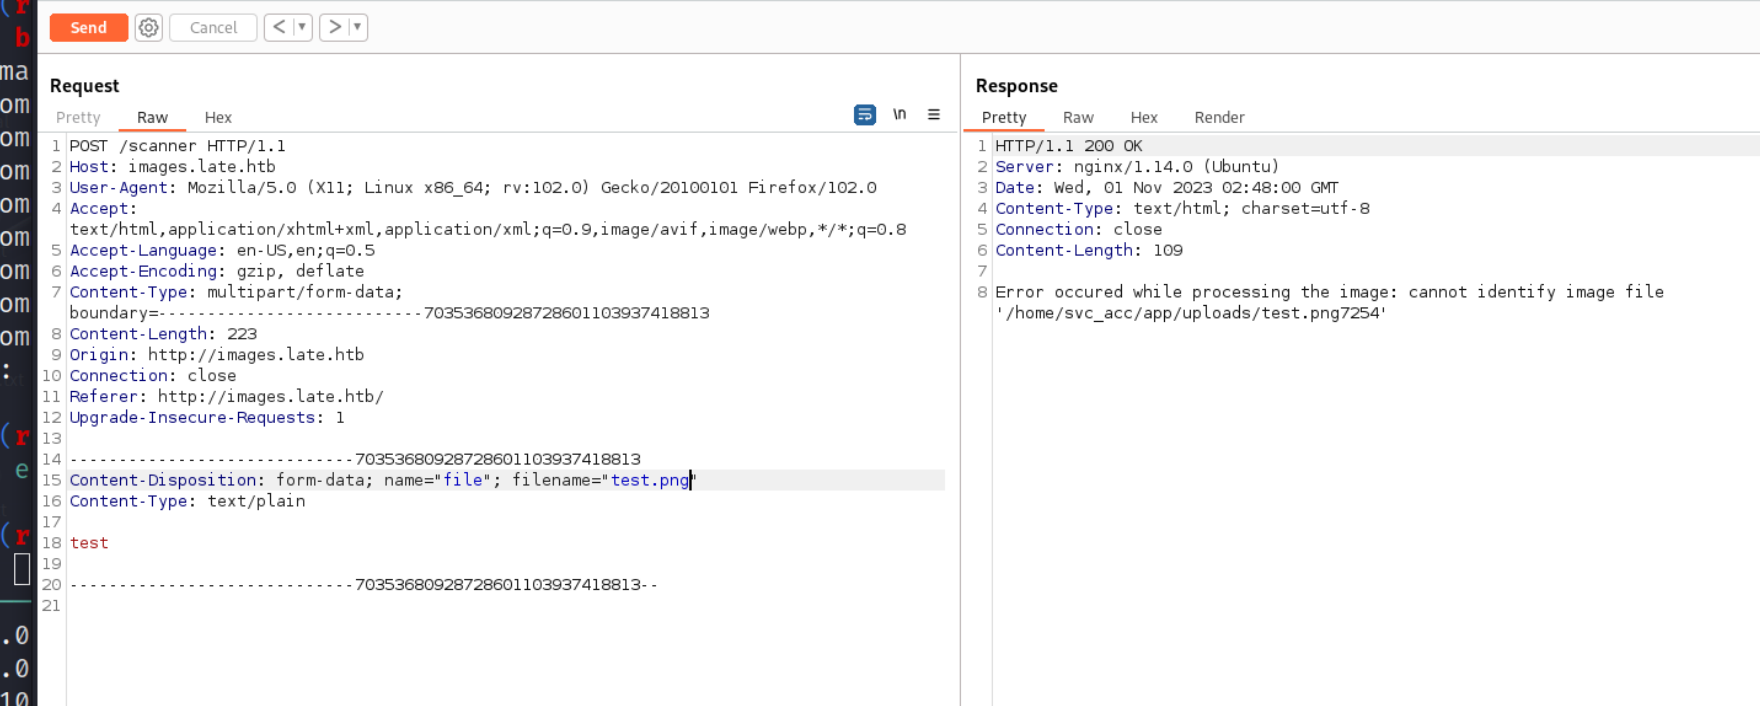 (r
b
ma
om
om
om
om
om
om
om
om
:
(r
e
(r
.0
.0
10
Send
Cancel
< ▼
> ▼
Request
Pretty Raw Hex
\n
1 POST /scanner HTTP/1.1
2 Host: images.late.htb
3 User-Agent: Mozilla/5.0 (X11; Linux x86_64; rv:102.0) Gecko/20100101 Firefox/102.0
4 Accept:
text/html,application/xhtml+xml,application/xml;q=0.9,image/avif,image/webp,*/*;q=0.8
5 Accept-Language: en-US,en;q=0.5
6 Accept-Encoding: gzip, deflate
7 Content-Type: multipart/form-data;
boundary=---------------------------703536809287286011039374​18813
8 Content-Length: 223
9 Origin: http://images.late.htb
10 Connection: close
11 Referer: http://images.late.htb/
12 Upgrade-Insecure-Requests: 1
13
14 -----------------------------70353680928728601103937418813
15 Content-Disposition: form-data; name="file"; filename="test.png"
16 Content-Type: text/plain
17
18 test
19
20 -----------------------------70353680928728601103937418813--
21
Response
Pretty Raw Hex Render
1 HTTP/1.1 200 OK
2 Server: nginx/1.14.0 (Ubuntu)
3 Date: Wed, 01 Nov 2023 02:48:00 GMT
4 Content-Type: text/html; charset=utf-8
5 Connection: close
6 Content-Length: 109
7
8 Error occured while processing the image: cannot identify image file
'/home/svc_acc/app/uploads/test.png7254'